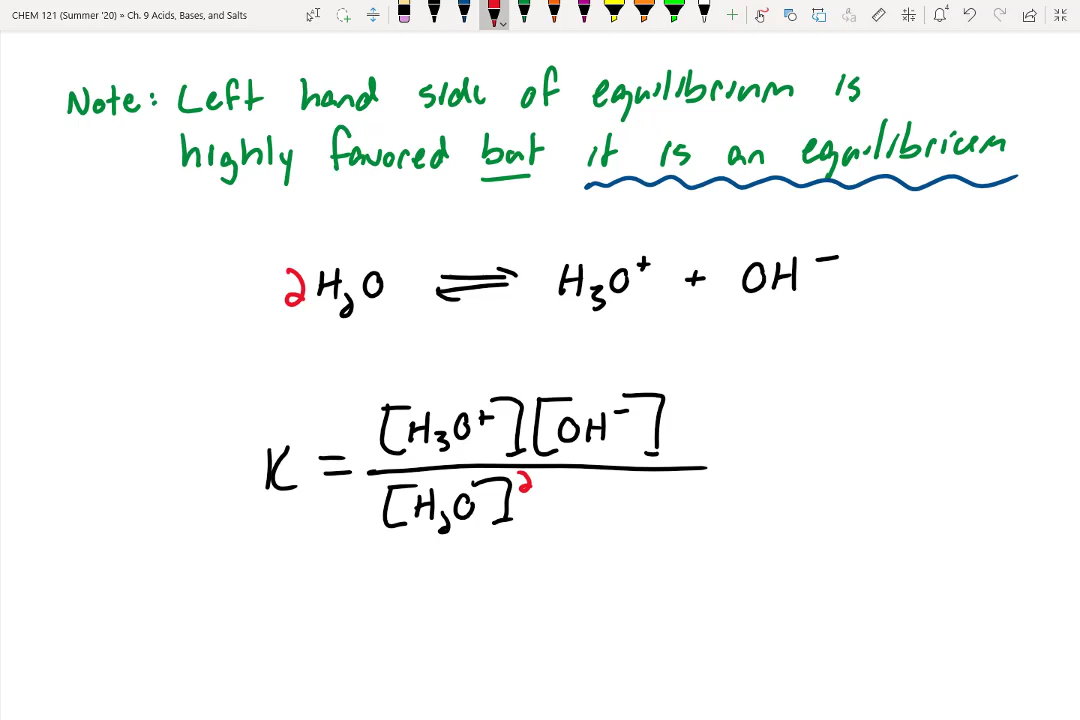 CHEM 121 (Summer '20) » Ch. 9 Acids, Bases, and Salts
Note: Left hand side of equilibrium is
highly favored but it is an equilibrium
2H₂O ⇌ H₃O⁺ + OH⁻
K = [H₃O⁺][OH⁻]
[H₂O]²